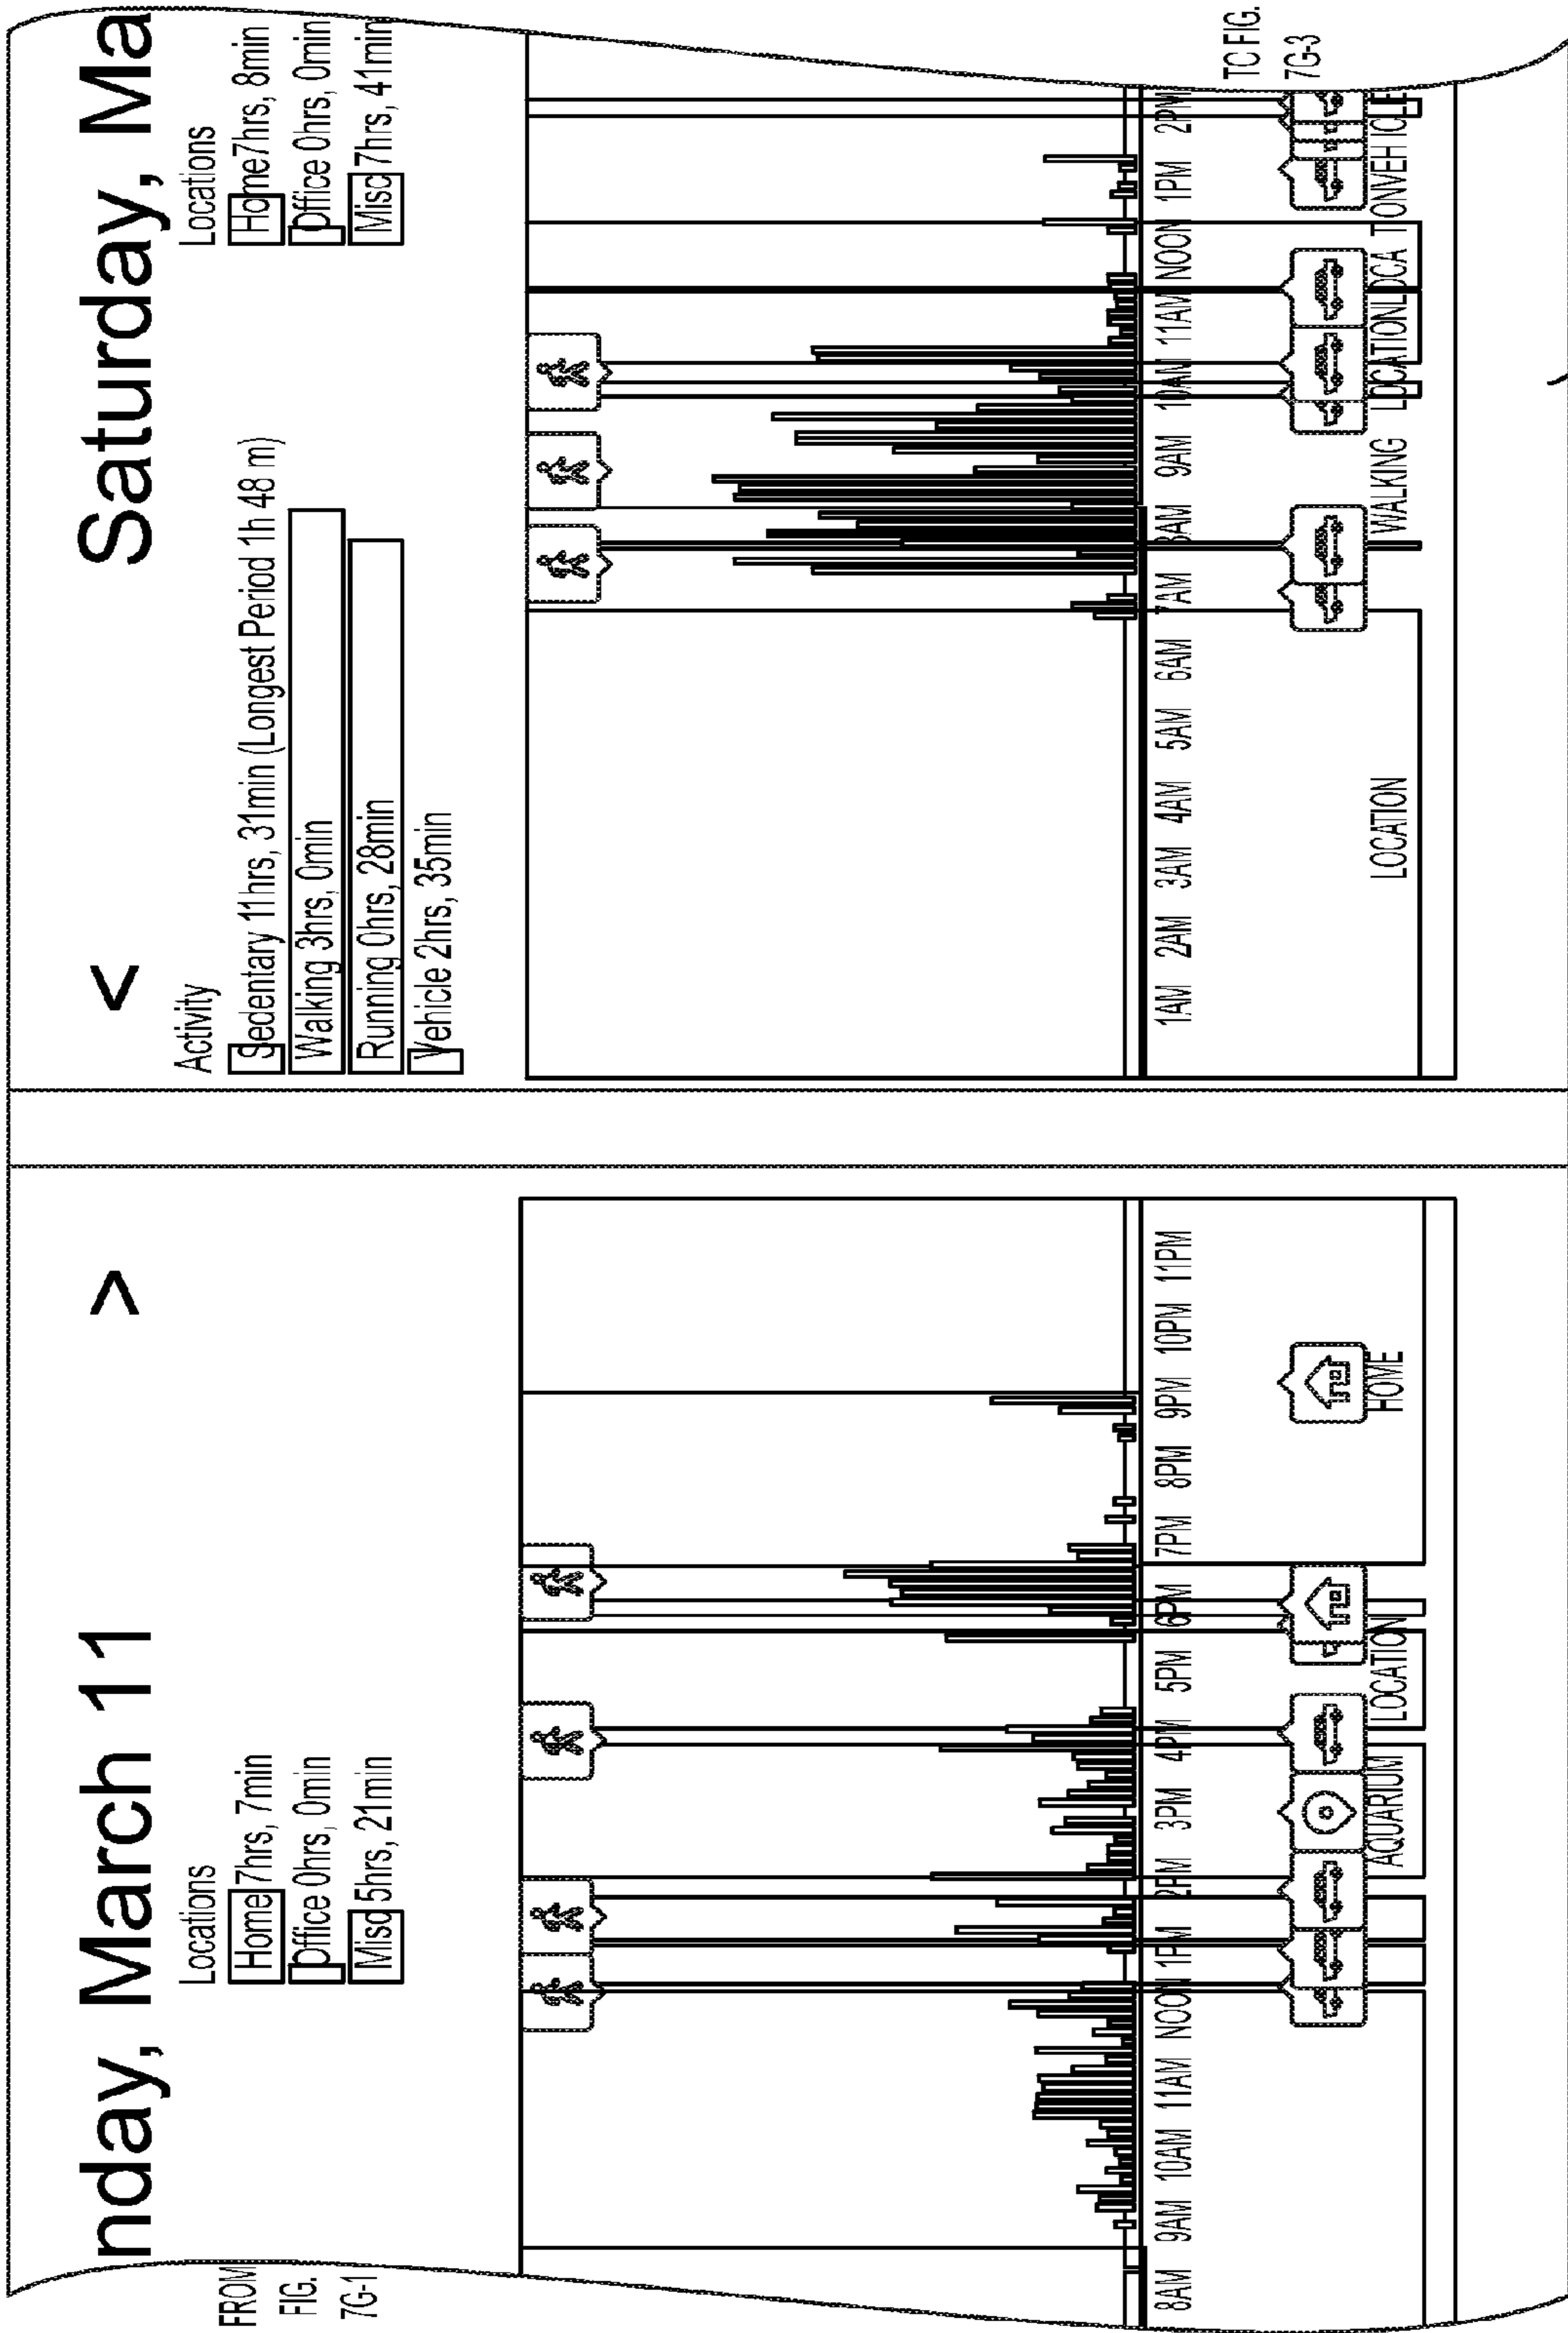 FROM
FIG.
7G-1
nday, March 11 >
Locations
Home 7hrs, 7min
Office 0hrs, 0min
Misc 5hrs, 21min
8AM 9AM 10AM 11AM NOON 1PM 2PM 3PM 4PM 5PM 6PM 7PM 8PM 9PM 10PM 11PM
AQUARIUM LOCATION HOME
< Saturday, Ma
Activity
Sedentary 11hrs, 31min (Longest Period 1h 48 m)
Walking 3hrs, 0min
Running 0hrs, 28min
Vehicle 2hrs, 35min
Locations
Home 7hrs, 8min
Office 0hrs, 0min
Misc 7hrs, 41min
1AM 2AM 3AM 4AM 5AM 6AM 7AM 8AM 9AM 10AM 11AM NOON 1PM 2PM
LOCATION WALKING LOCATION LOCA TON VEHICLE
TO FIG.
7G-3